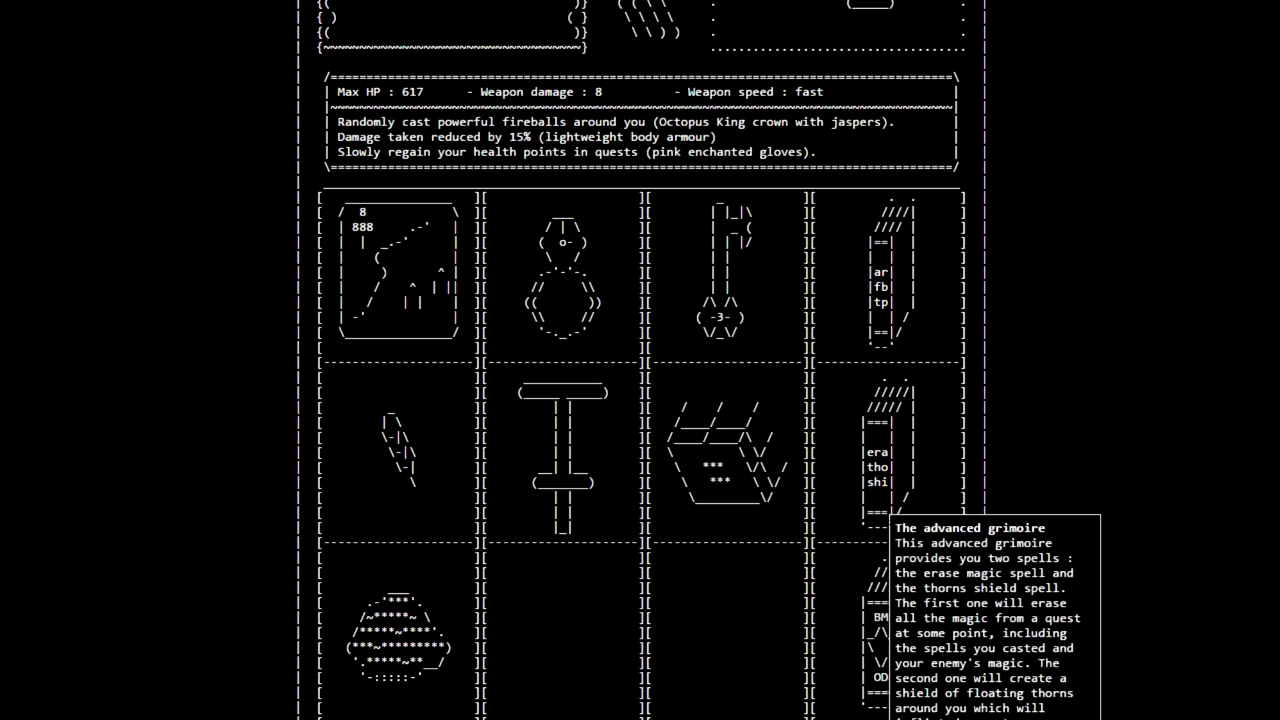 Max HP : 617 - Weapon damage : 8 - Weapon speed : fast
Randomly cast powerful fireballs around you (Octopus King crown with jaspers).
Damage taken reduced by 15% (lightweight body armour)
Slowly regain your health points in quests (pink enchanted gloves).
8
888
o-
ar
fb
tp
-3-
era
tho
shi
The advanced grimoire
This advanced grimoire
provides you two spells :
the erase magic spell and
the thorns shield spell.
The first one will erase
all the magic from a quest
at some point, including
the spells you casted and
your enemy's magic. The
second one will create a
shield of floating thorns
around you which will
BM
OD